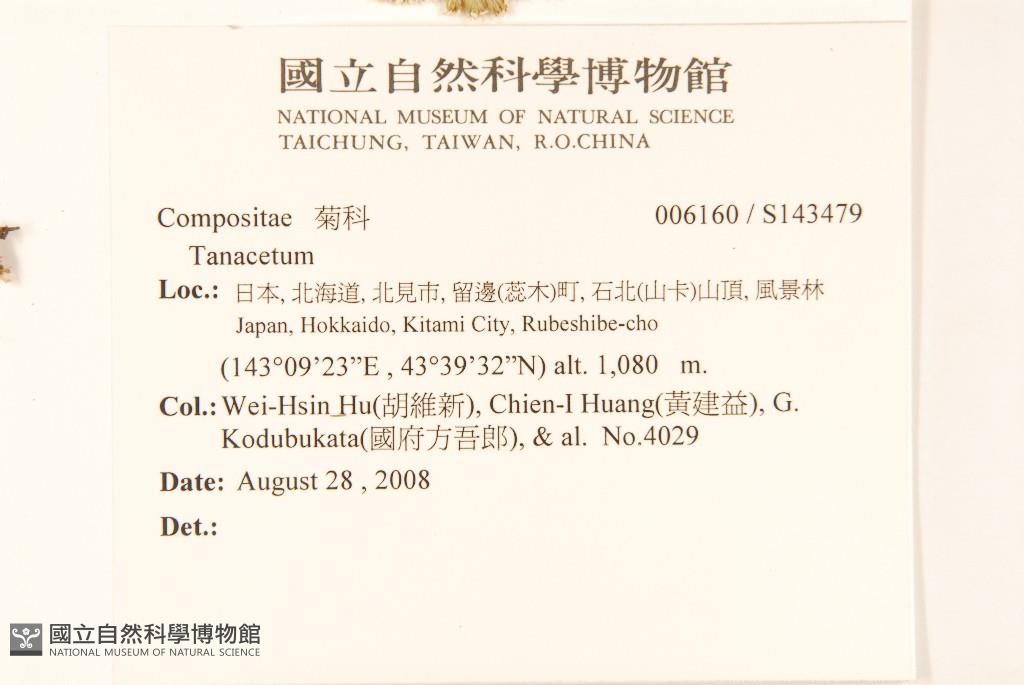 國立自然科學博物館
NATIONAL MUSEUM OF NATURAL SCIENCE
TAICHUNG, TAIWAN, R.O.CHINA
Compositae 菊科 006160 / S143479
Tanacetum
Loc.: 日本, 北海道, 北見市, 留邊(蕊木)町, 石北(山卡)山頂, 風景林
Japan, Hokkaido, Kitami City, Rubeshibe-cho
(143°09’23”E , 43°39’32”N) alt. 1,080 m.
Col.: Wei-Hsin Hu(胡維新), Chien-I Huang(黃建益), G.
Kodubukata(國府方吾郎), & al. No.4029
Date: August 28 , 2008
Det.:
國立自然科學博物館
NATIONAL MUSEUM OF NATURAL SCIENCE